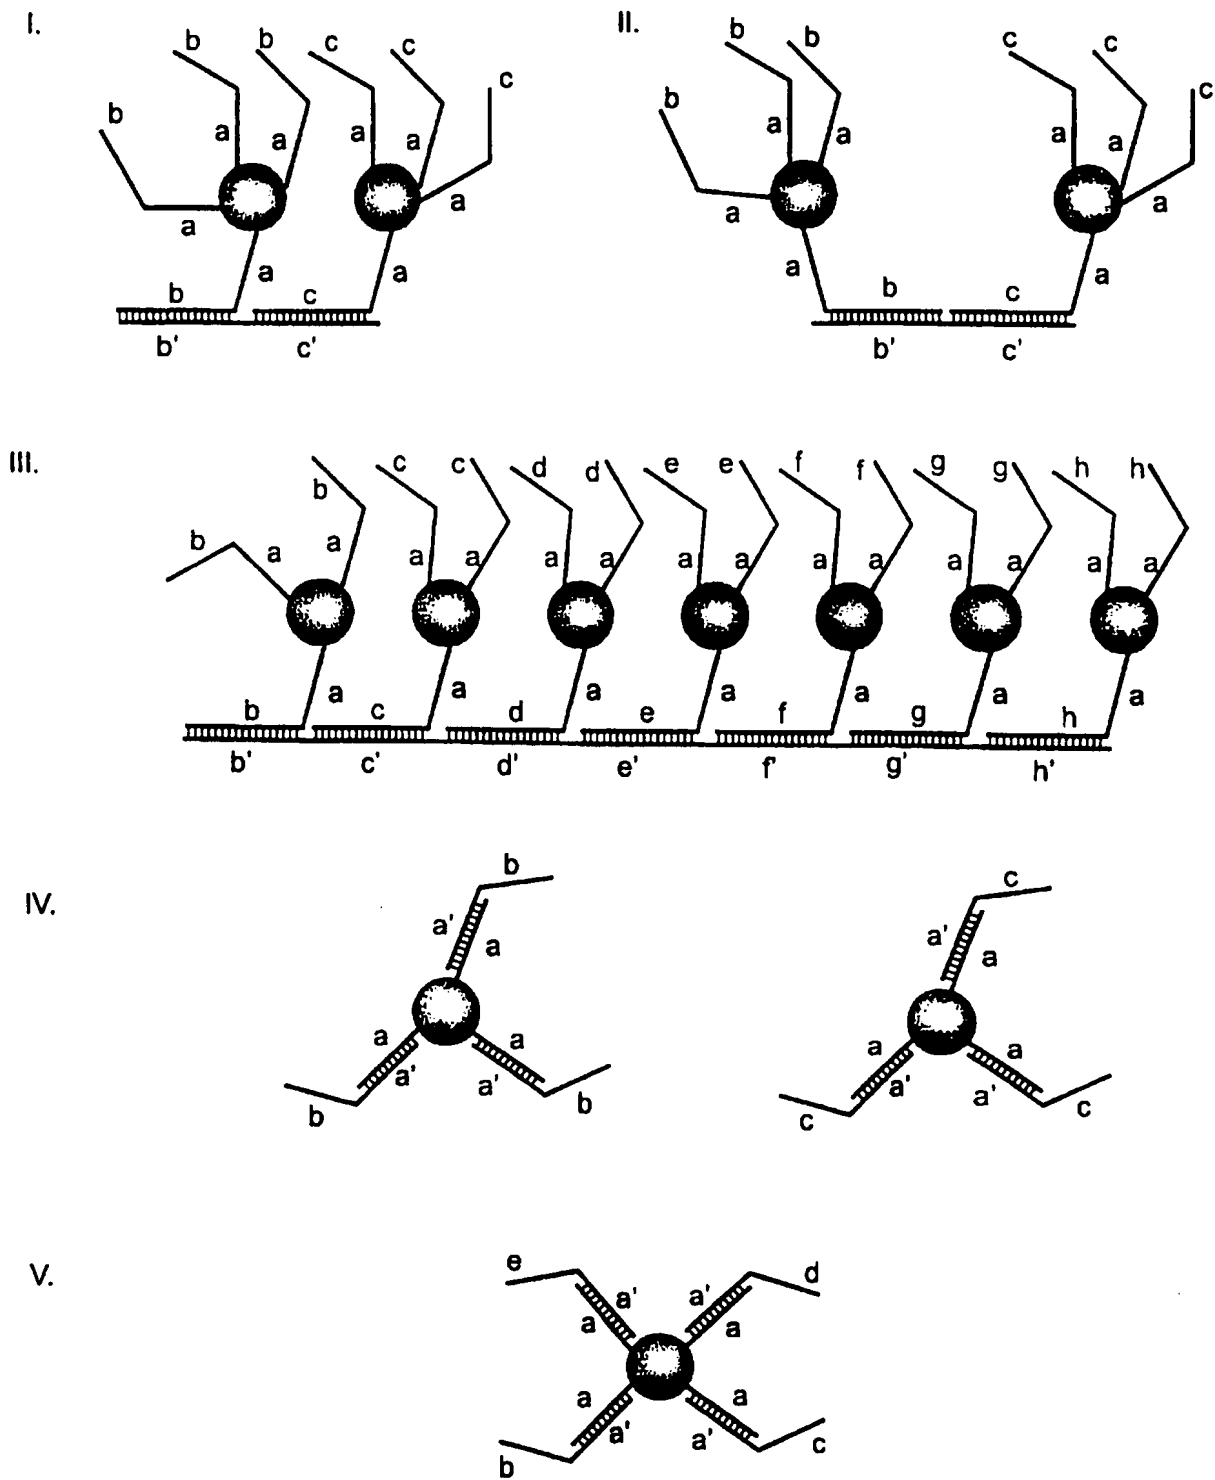 I. II.
b b c c c b b b c c c
a a a a a a a a a a
b a a b b c c a a
b c b c
b' c' b' c'
III.
b b c c d d e e f f g g h h
a a a a a a a a a a a a a a
a a a a a a a
b c d e f g h
b' c' d' e' f' g' h'
IV.
b c
a' a a' a
a a a a
a' a' a' a'
b b c c
V.
e d
a' a'
a a
a a
a' a'
b c